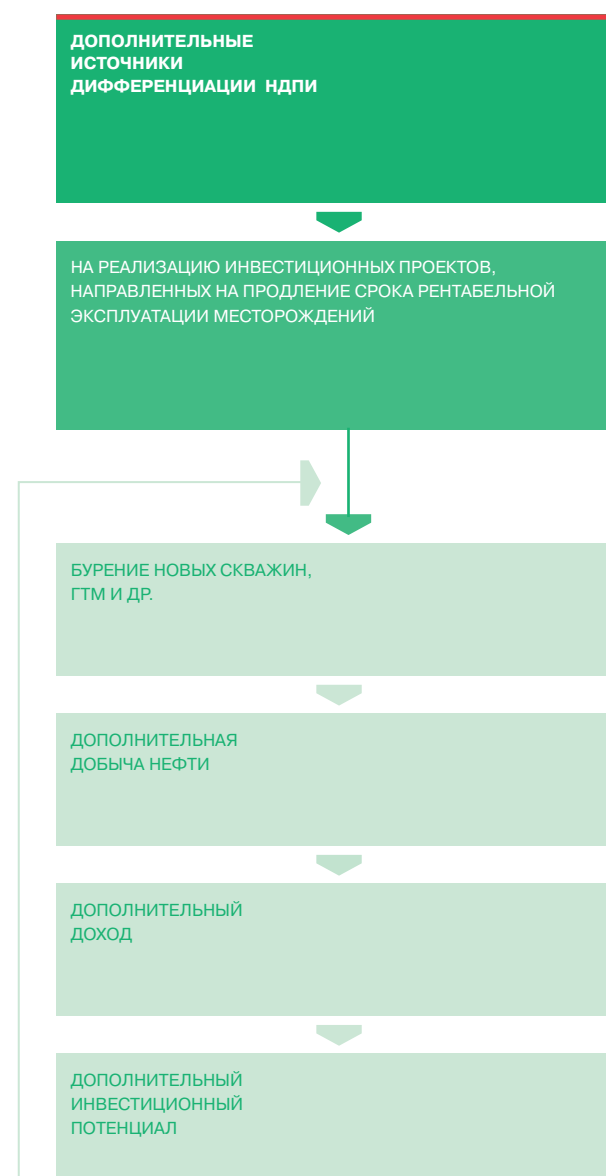 ДОПОЛНИТЕЛЬНЫЕ
ИСТОЧНИКИ
ДИФФЕРЕНЦИАЦИИ НДПИ
НА РЕАЛИЗАЦИЮ ИНВЕСТИЦИОННЫХ ПРОЕКТОВ,
НАПРАВЛЕННЫХ НА ПРОДЛЕНИЕ СРОКА РЕНТАБЕЛЬНОЙ
ЭКСПЛУАТАЦИИ МЕСТОРОЖДЕНИЙ
БУРЕНИЕ НОВЫХ СКВАЖИН,
ГТМ И ДР.
ДОПОЛНИТЕЛЬНАЯ
ДОБЫЧА НЕФТИ
ДОПОЛНИТЕЛЬНЫЙ
ДОХОД
ДОПОЛНИТЕЛЬНЫЙ
ИНВЕСТИЦИОННЫЙ
ПОТЕНЦИАЛ